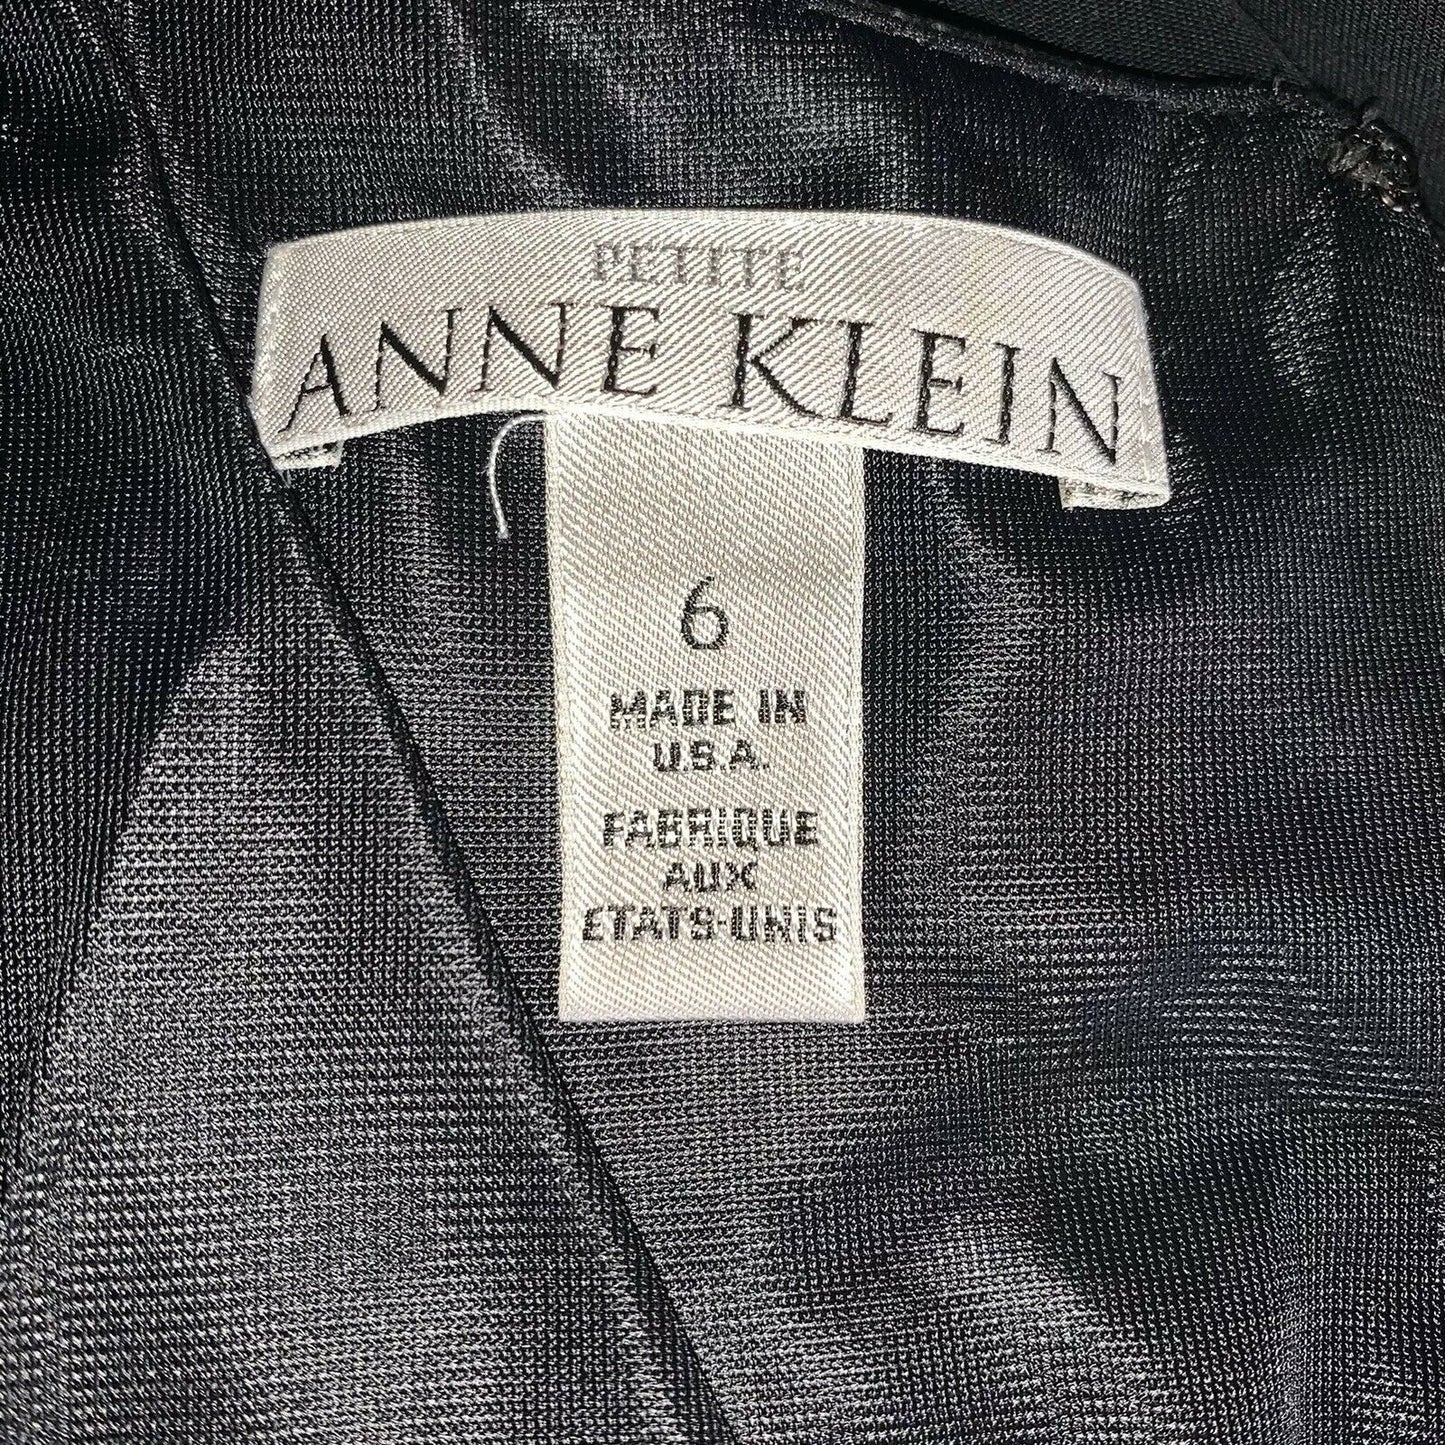 PETITE
ANNE KLEIN
6
MADE IN
U.S.A.
FABRIQUE
AUX
ETATS-UNIS